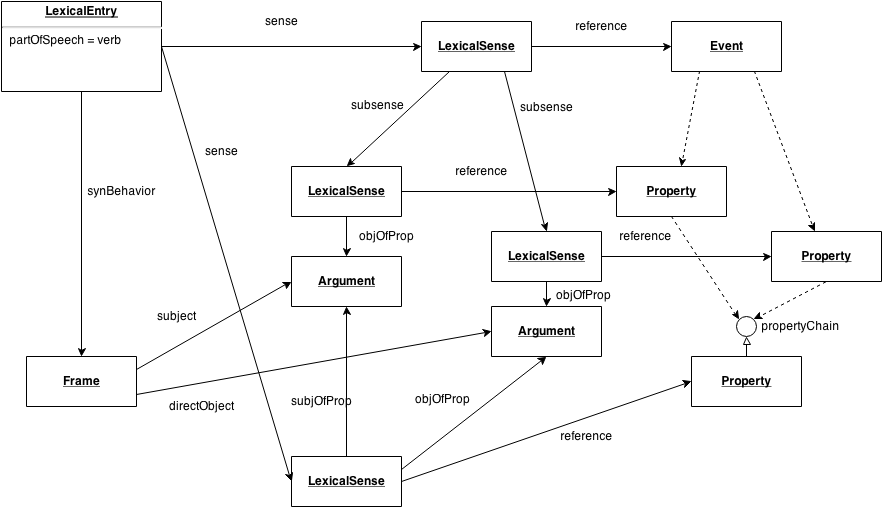 LexicalEntry
partOfSpeech = verb
sense
LexicalSense
reference
Event
subsense
subsense
sense
LexicalSense
reference
Property
synBehavior
objOfProp
LexicalSense
reference
Property
Argument
objOfProp
subject
Argument
propertyChain
Frame
directObject
subjOfProp
objOfProp
Property
reference
LexicalSense